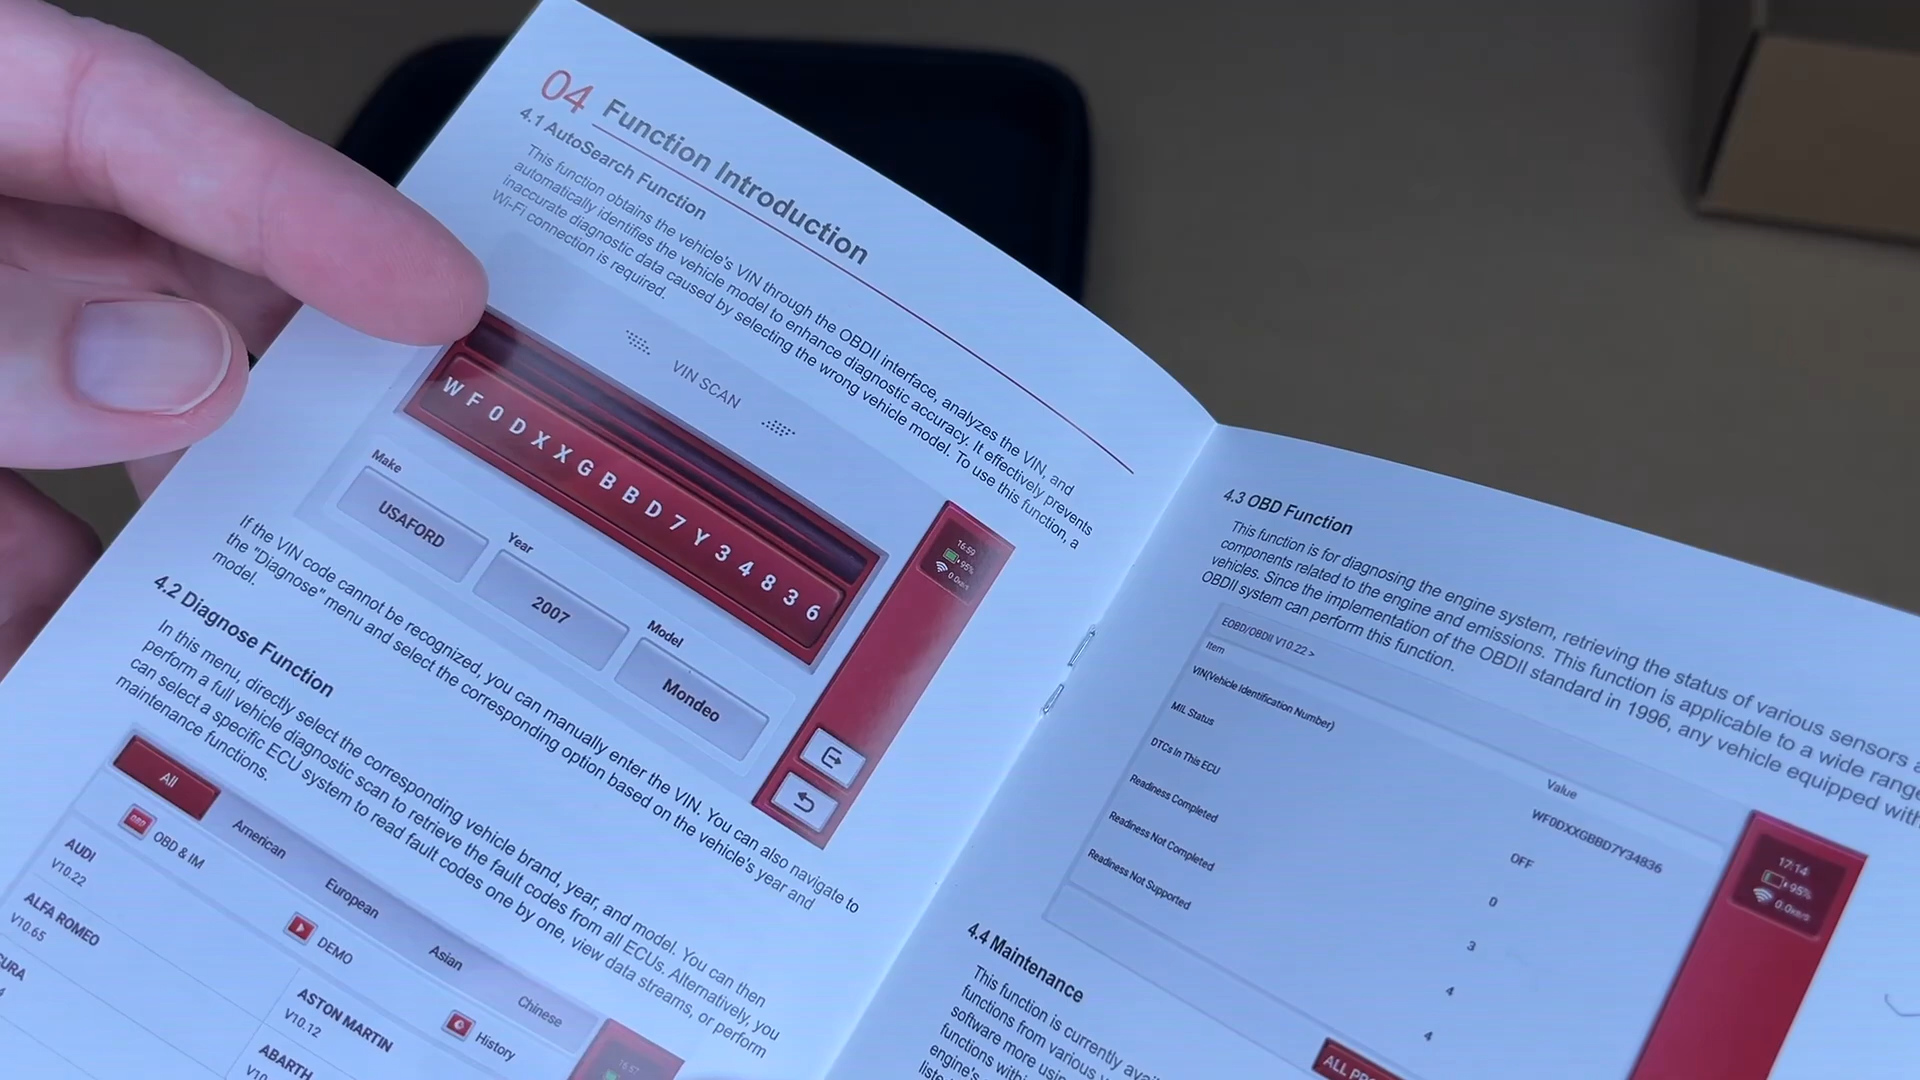 04 Function Introduction
4.1 AutoSearch Function
This function obtains the vehicle's VIN through the OBDII interface, analyzes the VIN, and
automatically identifies the vehicle model to enhance diagnostic accuracy. It effectively prevents
inaccurate diagnostic data caused by selecting the wrong vehicle model. To use this function, a
Wi-Fi connection is required.
VIN SCAN
WF0DXXGBBD7Y34836
Make
USAFORD
Year
2007
Model
Mondeo
16:59
95%
0.0KB/s
If the VIN code cannot be recognized, you can manually enter the VIN. You can also navigate to
the "Diagnose" menu and select the corresponding option based on the vehicle's year and
model.
4.2 Diagnose Function
In this menu, directly select the corresponding vehicle brand, year, and model. You can then
perform a full vehicle diagnostic scan to retrieve the fault codes from all ECUs. Alternatively, you
can select a specific ECU system to read fault codes one by one, view data streams, or perform
maintenance functions.
All
American
European
Asian
Chinese
OBD & IM
DEMO
History
AUDI
V10.22
ALFA ROMEO
V10.65
ASTON MARTIN
V10.12
ABARTH
16:57
4.3 OBD Function
This function is for diagnosing the engine system, retrieving the status of various sensors
components related to the engine and emissions. This function is applicable to a wide range
vehicles. Since the implementation of the OBDII standard in 1996, any vehicle equipped with
OBDII system can perform this function.
EOBD/OBDII V10.22 >
Item
Value
VIN(Vehicle Identification Number)
WF0DXXGBBD7Y34836
MIL Status
OFF
DTCs In This ECU
0
Readiness Completed
3
Readiness Not Completed
4
Readiness Not Supported
4
17:14
95%
0.0KB/s
4.4 Maintenance
This function is currently
functions from various
software more
functions
engine's
ALL